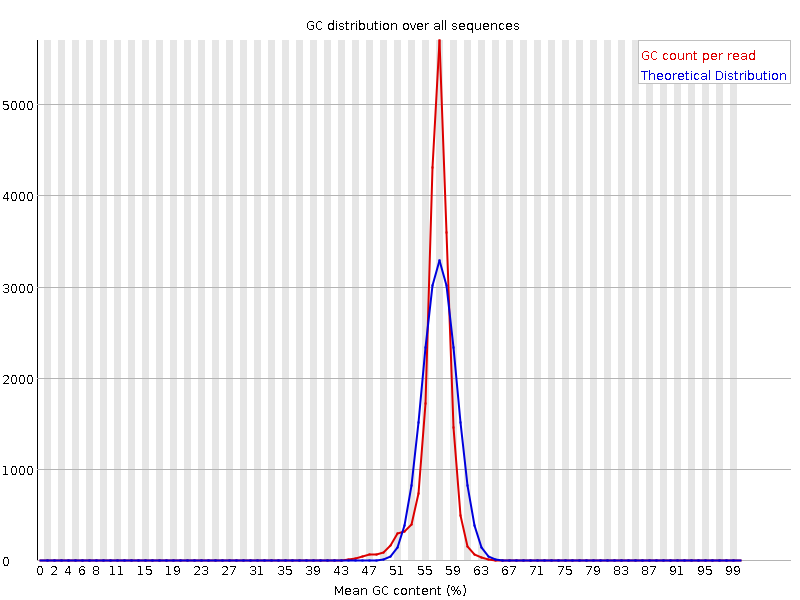 GC distribution over all sequences
GC count per read
Theoretical Distribution
5000
4000
3000
2000
1000
0
0 2 4 6 8 11 15 19 23 27 31 35 39 43 47 51 55 59 63 67 71 75 79 83 87 91 95 99
Mean GC content (%)